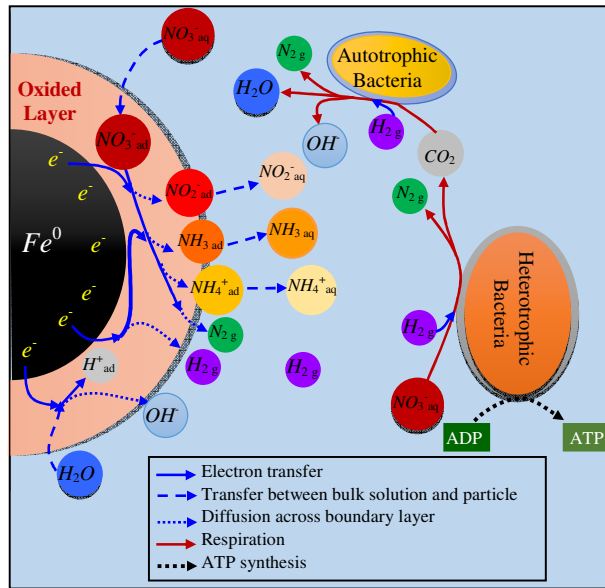 NO₃⁻aq
N₂ g
Autotrophic
Bacteria
H₂O
Oxided
Layer
NO₃⁻ad
OH⁻
H₂ g
CO₂
e⁻
e⁻
NO₂⁻ad
NO₂⁻aq
N₂ g
Fe⁰
e⁻
NH₃ ad
NH₃ aq
Heterotrophic
Bacteria
e⁻
NH₄⁺ad
NH₄⁺aq
e⁻
N₂ g
H₂ g
e⁻
H⁺ad
H₂ g
H₂ g
NO₃⁻aq
OH⁻
ADP
ATP
H₂O
Electron transfer
Transfer between bulk solution and particle
Diffusion across boundary layer
Respiration
ATP synthesis